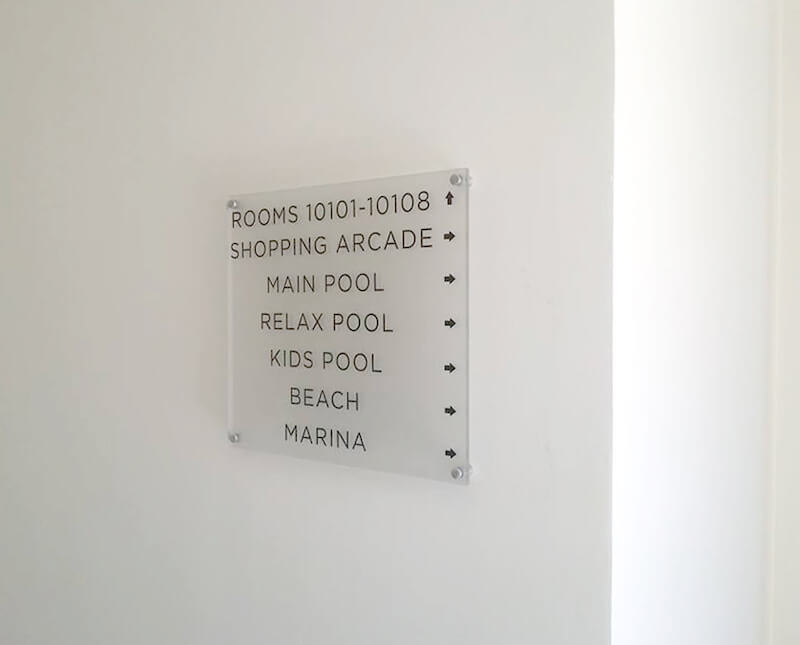 ROOMS 10101-10108 ↑
SHOPPING ARCADE →
MAIN POOL →
RELAX POOL →
KIDS POOL →
BEACH →
MARINA →